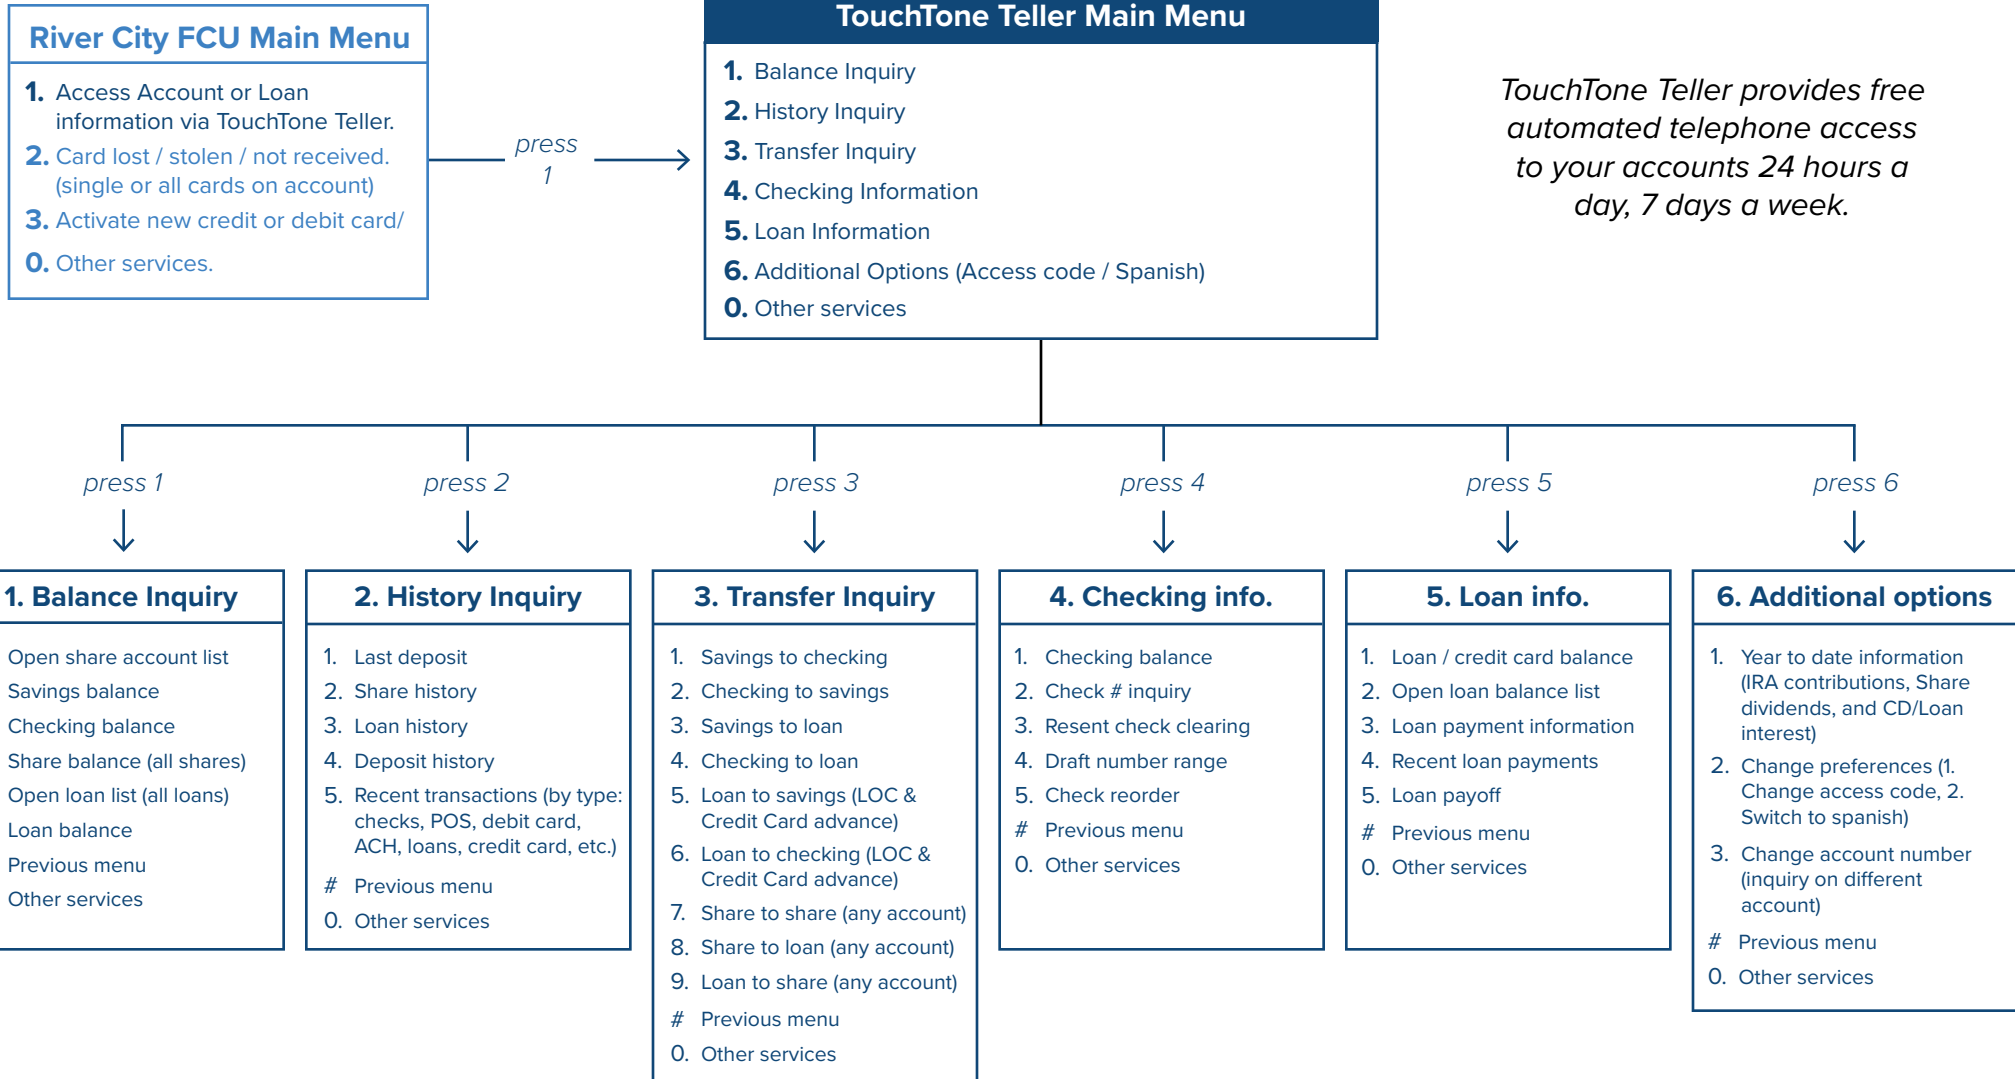 River City FCU Main Menu
1. Access Account or Loan
information via TouchTone Teller.
2. Card lost / stolen / not received.
(single or all cards on account)
3. Activate new credit or debit card/
0. Other services.
press
1
TouchTone Teller Main Menu
1. Balance Inquiry
2. History Inquiry
3. Transfer Inquiry
4. Checking Information
5. Loan Information
6. Additional Options (Access code / Spanish)
0. Other services
TouchTone Teller provides free
automated telephone access
to your accounts 24 hours a
day, 7 days a week.
press 1
press 2
press 3
press 4
press 5
press 6
1. Balance Inquiry
Open share account list
Savings balance
Checking balance
Share balance (all shares)
Open loan list (all loans)
Loan balance
Previous menu
Other services
2. History Inquiry
1. Last deposit
2. Share history
3. Loan history
4. Deposit history
5. Recent transactions (by type:
checks, POS, debit card,
ACH, loans, credit card, etc.)
# Previous menu
0. Other services
3. Transfer Inquiry
1. Savings to checking
2. Checking to savings
3. Savings to loan
4. Checking to loan
5. Loan to savings (LOC &
Credit Card advance)
6. Loan to checking (LOC &
Credit Card advance)
7. Share to share (any account)
8. Share to loan (any account)
9. Loan to share (any account)
# Previous menu
0. Other services
4. Checking info.
1. Checking balance
2. Check # inquiry
3. Resent check clearing
4. Draft number range
5. Check reorder
# Previous menu
0. Other services
5. Loan info.
1. Loan / credit card balance
2. Open loan balance list
3. Loan payment information
4. Recent loan payments
5. Loan payoff
# Previous menu
0. Other services
6. Additional options
1. Year to date information
(IRA contributions, Share
dividends, and CD/Loan
interest)
2. Change preferences (1.
Change access code, 2.
Switch to spanish)
3. Change account number
(inquiry on different
account)
# Previous menu
0. Other services